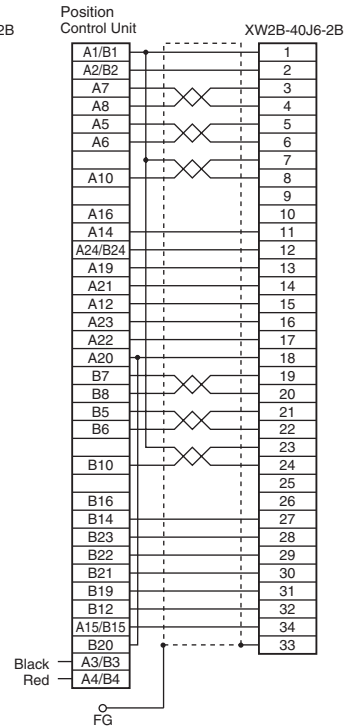 Position
2B Control Unit XW2B-40J6-2B
A1/B1 1
A2/B2 2
A7 3
A8 4
A5 5
A6 6
7
A10 8
9
A16 10
A14 11
A24/B24 12
A19 13
A21 14
A12 15
A23 16
A22 17
A20 18
B7 19
B8 20
B5 21
B6 22
23
B10 24
25
B16 26
B14 27
B23 28
B22 29
B21 30
B19 31
B12 32
A15/B15 34
B20 33
Black A3/B3
Red A4/B4
FG